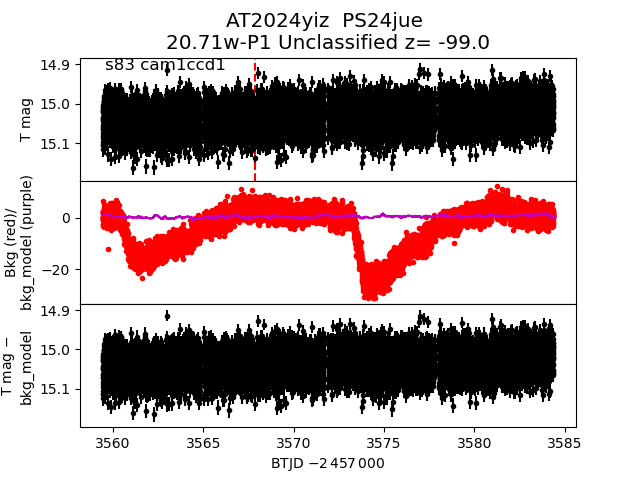 AT2024yiz  PS24jue
20.71w-P1 Unclassified z= -99.0
s83 cam1ccd1
14.9
15.0
15.1
T mag
0
−20
Bkg (red)/
bkg_model (purple)
14.9
15.0
15.1
T mag −
bkg_model
3560
3565
3570
3575
3580
3585
BTJD −2 457 000